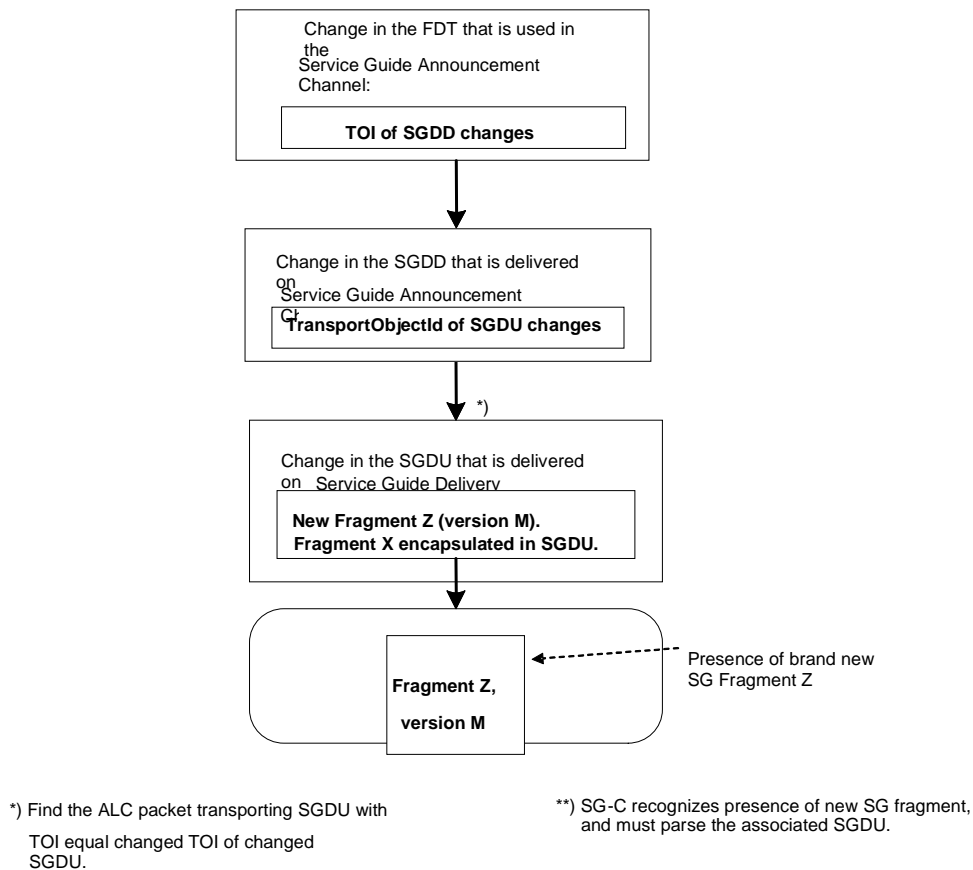 Change in the FDT that is used in
the
Service Guide Announcement
Channel:
TOI of SGDD changes
Change in the SGDD that is delivered
on
Service Guide Announcement
TransportObjectId of SGDU changes
*)
Change in the SGDU that is delivered
on Service Guide Delivery
New Fragment Z (version M).
Fragment X encapsulated in SGDU.
Fragment Z,
version M
Presence of brand new
SG Fragment Z
*) Find the ALC packet transporting SGDU with
TOI equal changed TOI of changed
SGDU.
**) SG-C recognizes presence of new SG fragment,
and must parse the associated SGDU.